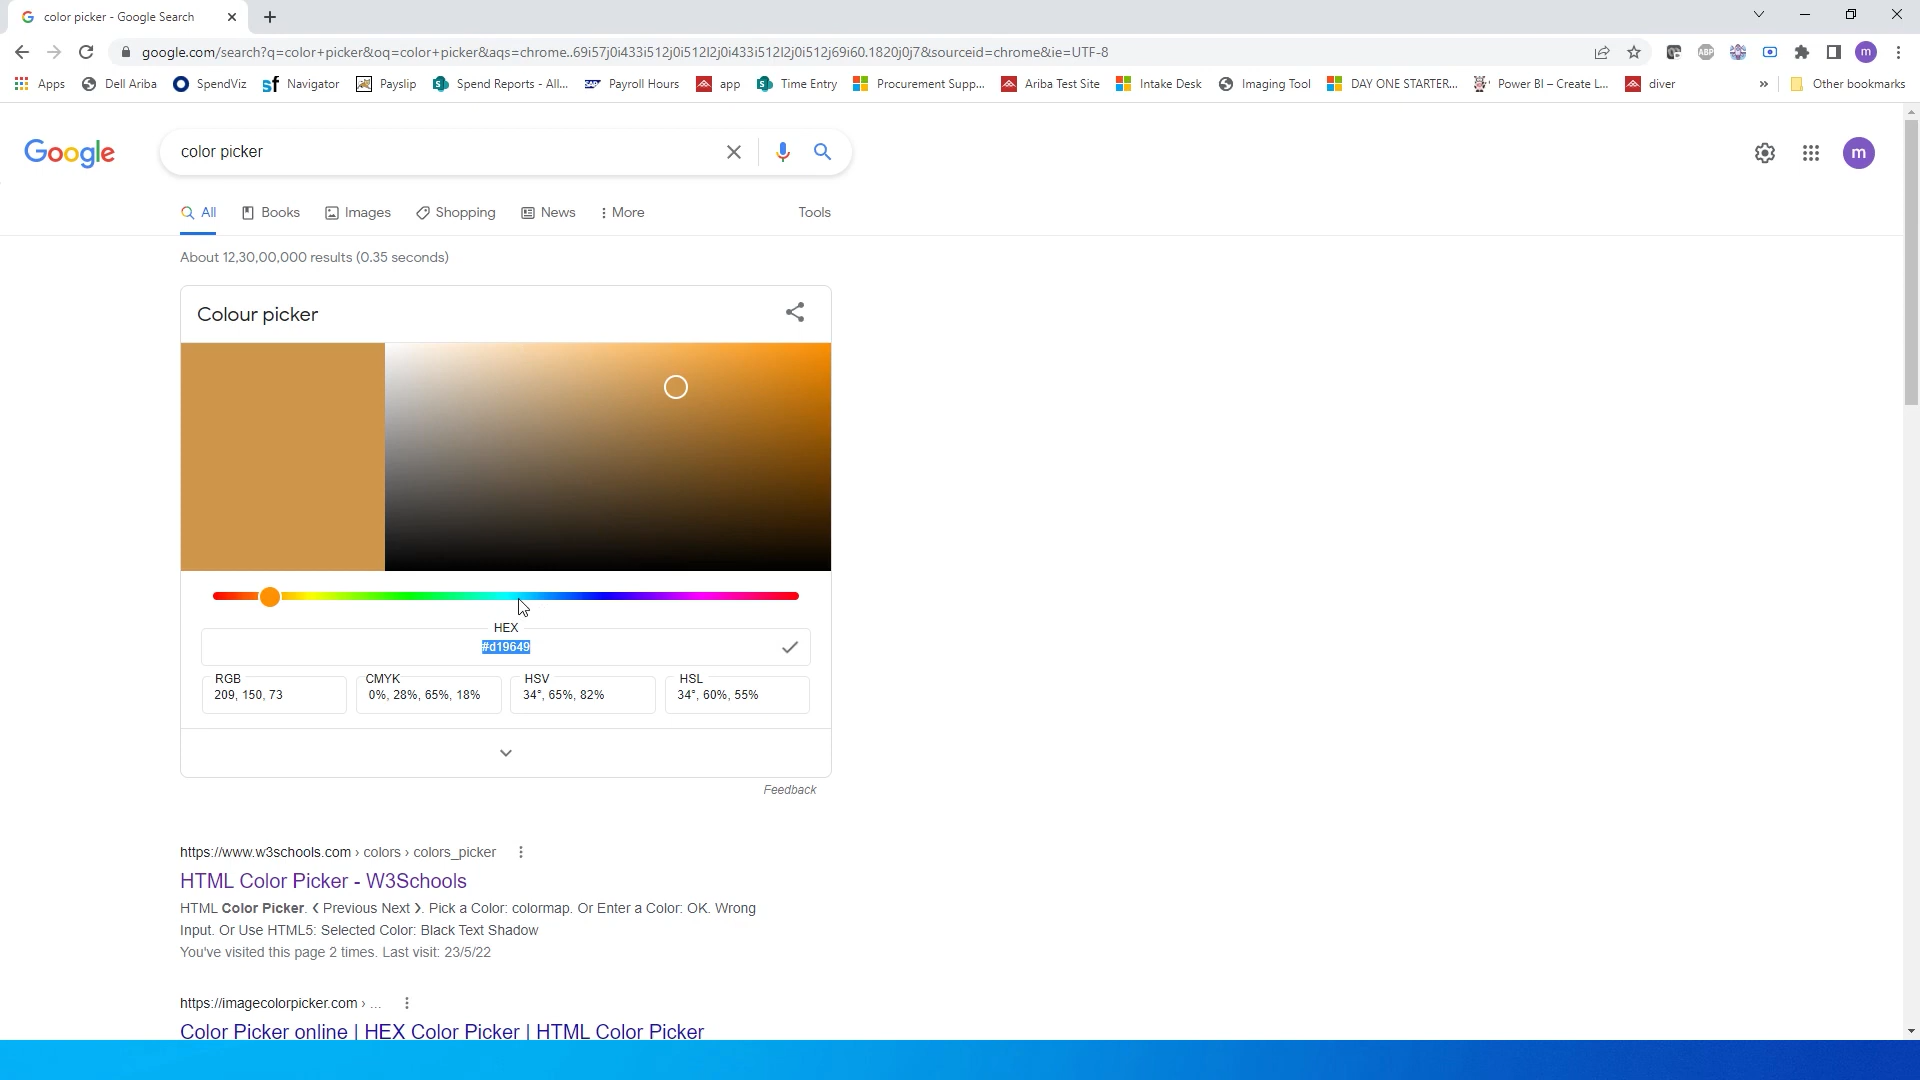 color picker - Google Search
google.com/search?q=color+picker&oq=color+picker&aqs=chrome..69i57j0i433i512j0i512l2j0i433i512l2j0i512j69i60.1820j0j7&sourceid=chrome&ie=UTF-8
ABP
m
Apps Dell Ariba SpendViz Navigator Payslip Spend Reports - All... Payroll Hours app Time Entry Procurement Supp... Ariba Test Site Intake Desk Imaging Tool DAY ONE STARTER... Power BI – Create L... diver » Other bookmarks
Google
color picker
m
All Books Images Shopping News More Tools
About 12,30,00,000 results (0.35 seconds)
Colour picker
HEX
#d19649
RGB CMYK HSV HSL
209, 150, 73 0%, 28%, 65%, 18% 34°, 65%, 82% 34°, 60%, 55%
Feedback
https://www.w3schools.com › colors › colors_picker
HTML Color Picker - W3Schools
HTML Color Picker. ❮ Previous Next ❯. Pick a Color: colormap. Or Enter a Color: OK. Wrong
Input. Or Use HTML5: Selected Color: Black Text Shadow
You've visited this page 2 times. Last visit: 23/5/22
https://imagecolorpicker.com › ...
Color Picker online | HEX Color Picker | HTML Color Picker